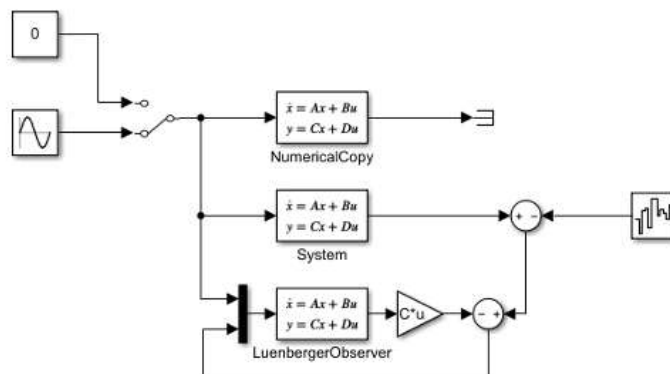 0
ẋ = Ax + Bu
y = Cx + Du
NumericalCopy
ẋ = Ax + Bu
y = Cx + Du
System
+ −
ẋ = Ax + Bu
y = Cx + Du
LuenbergerObserver
C*u
− +